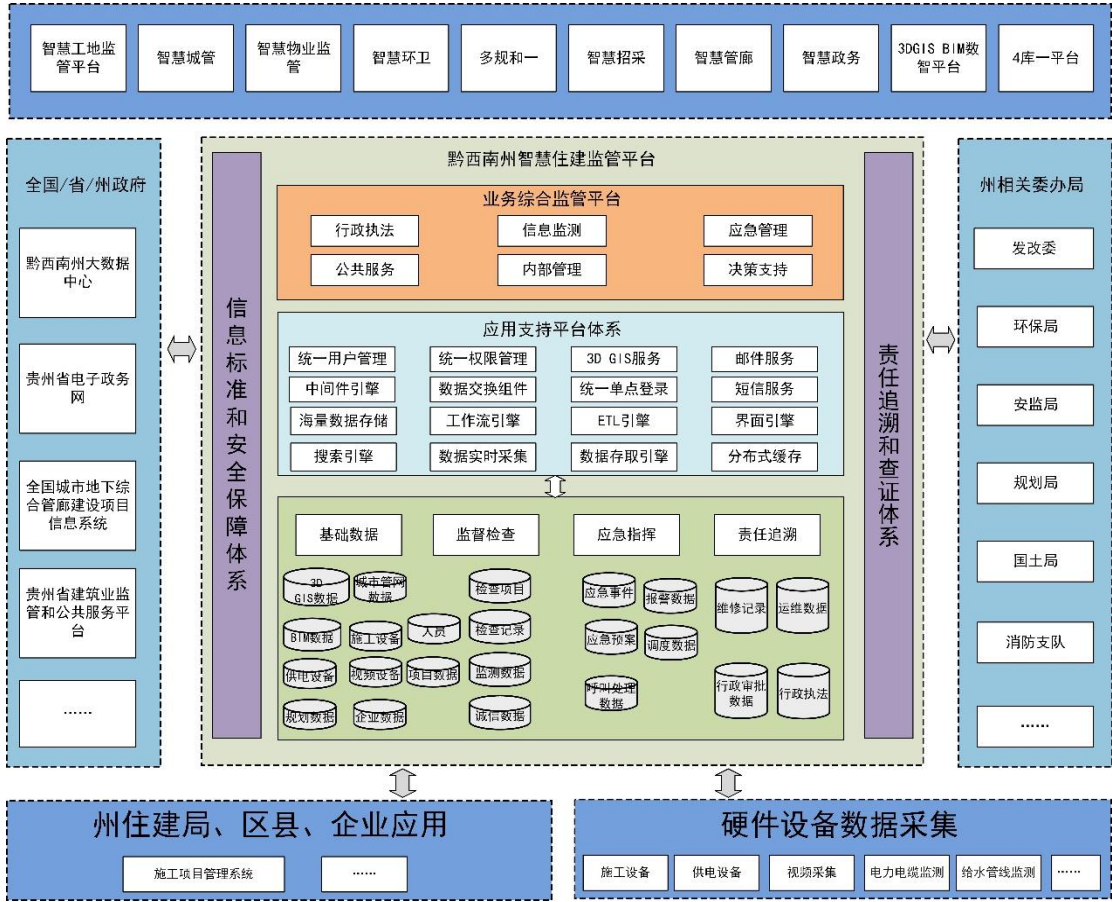 智慧工地监
管平台
智慧城管
智慧物业监
管
智慧环卫
多规和一
智慧招采
智慧管廊
智慧政务
3DGIS BIM数
智平台
4库一平台
全国/省/州政府
黔西南州大数据
中心
贵州省电子政务
网
全国城市地下综
合管廊建设项目
信息系统
贵州省建筑业监
管和公共服务平
台
......
信息标准和安全保障体系
黔西南州智慧住建监管平台
业务综合监管平台
行政执法
信息监测
应急管理
公共服务
内部管理
决策支持
应用支持平台体系
统一用户管理
统一权限管理
3D GIS服务
邮件服务
中间件引擎
数据交换组件
统一单点登录
短信服务
海量数据存储
工作流引擎
ETL引擎
界面引擎
搜索引擎
数据实时采集
数据存取引擎
分布式缓存
基础数据
监督检查
应急指挥
责任追溯
3D
GIS数据
城市管网
数据
BIM数据
施工设备
人员
供电设备
视频设备
项目数据
规划数据
企业数据
检查项目
检查记录
监测数据
诚信数据
应急事件
报警数据
应急预案
调度数据
呼叫处理
数据
维修记录
运维数据
行政审批
数据
行政执法
责任追溯和查证体系
州相关委办局
发改委
环保局
安监局
规划局
国土局
消防支队
......
州住建局、区县、企业应用
施工项目管理系统
......
硬件设备数据采集
施工设备
供电设备
视频采集
电力电缆监测
给水管线监测
......